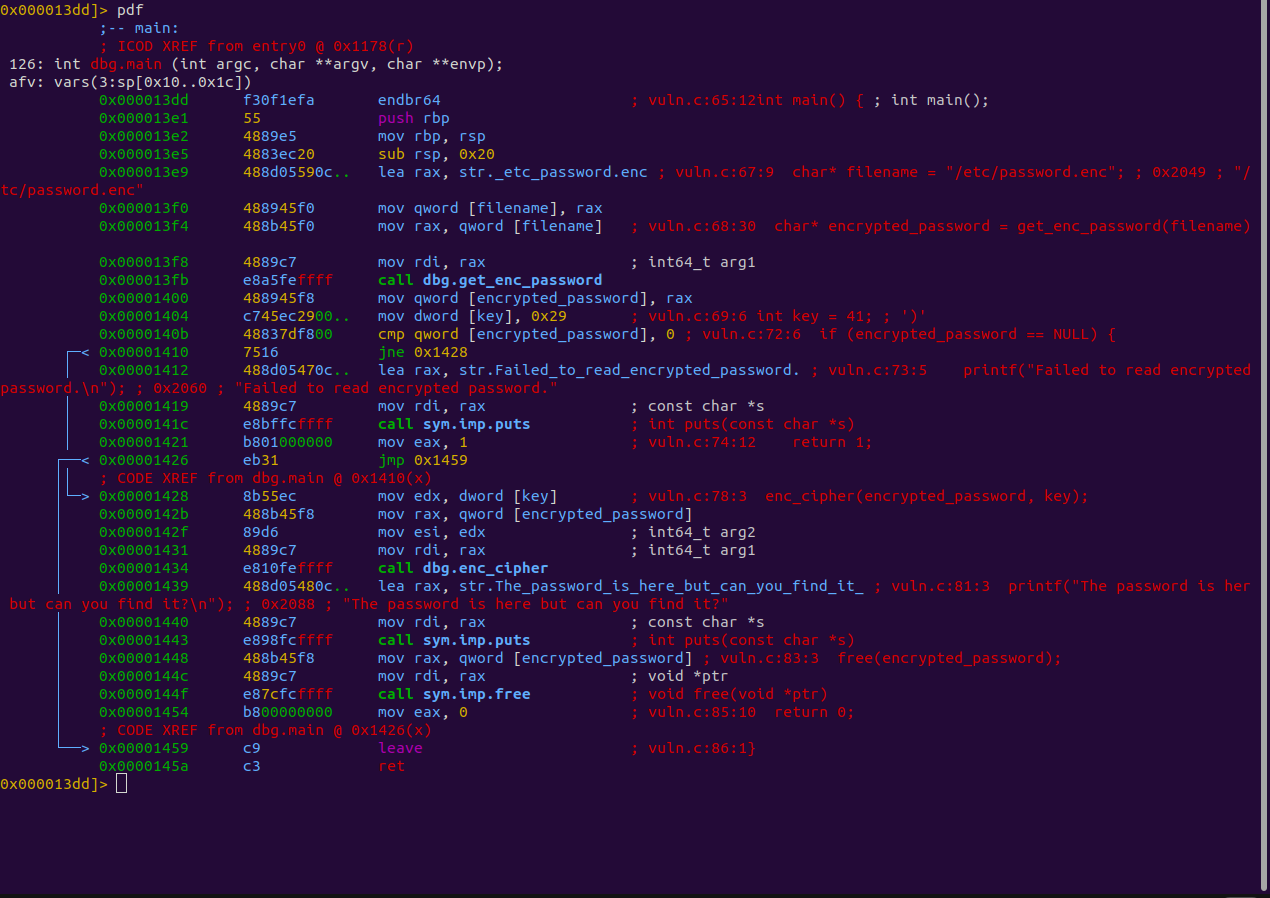 0x000013dd]> pdf
;-- main:
; ICOD XREF from entry0 @ 0x1178(r)
126: int dbg.main (int argc, char **argv, char **envp);
afv: vars(3:sp[0x10..0x1c])
0x000013dd f30f1efa endbr64 ; vuln.c:65:12int main() { ; int main();
0x000013e1 55 push rbp
0x000013e2 4889e5 mov rbp, rsp
0x000013e5 4883ec20 sub rsp, 0x20
0x000013e9 488d05590c.. lea rax, str._etc_password.enc ; vuln.c:67:9 char* filename = "/etc/password.enc"; ; 0x2049 ; "/
tc/password.enc"
0x000013f0 488945f0 mov qword [filename], rax
0x000013f4 488b45f0 mov rax, qword [filename] ; vuln.c:68:30 char* encrypted_password = get_enc_password(filename)
0x000013f8 4889c7 mov rdi, rax ; int64_t arg1
0x000013fb e8a5feffff call dbg.get_enc_password
0x00001400 488945f8 mov qword [encrypted_password], rax
0x00001404 c745ec2900.. mov dword [key], 0x29 ; vuln.c:69:6 int key = 41; ; ')'
0x0000140b 48837df800 cmp qword [encrypted_password], 0 ; vuln.c:72:6 if (encrypted_password == NULL) {
< 0x00001410 7516 jne 0x1428
0x00001412 488d05470c.. lea rax, str.Failed_to_read_encrypted_password. ; vuln.c:73:5 printf("Failed to read encrypted
password.\n"); ; 0x2060 ; "Failed to read encrypted password."
0x00001419 4889c7 mov rdi, rax ; const char *s
0x0000141c e8bffcffff call sym.imp.puts ; int puts(const char *s)
0x00001421 b801000000 mov eax, 1 ; vuln.c:74:12 return 1;
< 0x00001426 eb31 jmp 0x1459
; CODE XREF from dbg.main @ 0x1410(x)
> 0x00001428 8b55ec mov edx, dword [key] ; vuln.c:78:3 enc_cipher(encrypted_password, key);
0x0000142b 488b45f8 mov rax, qword [encrypted_password]
0x0000142f 89d6 mov esi, edx ; int64_t arg2
0x00001431 4889c7 mov rdi, rax ; int64_t arg1
0x00001434 e810feffff call dbg.enc_cipher
0x00001439 488d05480c.. lea rax, str.The_password_is_here_but_can_you_find_it_ ; vuln.c:81:3 printf("The password is her
but can you find it?\n"); ; 0x2088 ; "The password is here but can you find it?"
0x00001440 4889c7 mov rdi, rax ; const char *s
0x00001443 e898fcffff call sym.imp.puts ; int puts(const char *s)
0x00001448 488b45f8 mov rax, qword [encrypted_password] ; vuln.c:83:3 free(encrypted_password);
0x0000144c 4889c7 mov rdi, rax ; void *ptr
0x0000144f e87cfcffff call sym.imp.free ; void free(void *ptr)
0x00001454 b800000000 mov eax, 0 ; vuln.c:85:10 return 0;
; CODE XREF from dbg.main @ 0x1426(x)
> 0x00001459 c9 leave ; vuln.c:86:1}
0x0000145a c3 ret
0x000013dd]>